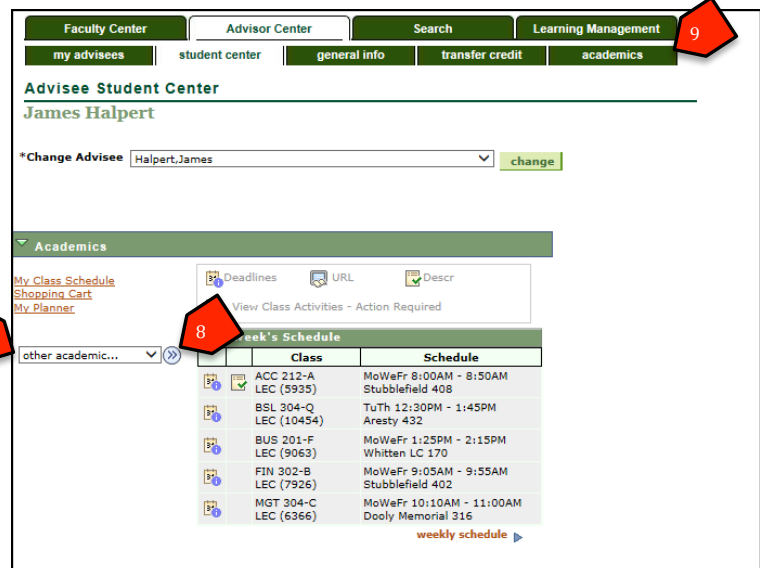 Faculty Center Advisor Center Search Learning Management 9
my advisees student center general info transfer credit academics
Advisee Student Center
James Halpert
*Change Advisee Halpert,James change
Academics
My Class Schedule
Shopping Cart
My Planner
Deadlines URL Descr
View Class Activities - Action Required
other academic... 8
eek's Schedule
Class Schedule
ACC 212-A MoWeFr 8:00AM - 8:50AM
LEC (5935) Stubblefield 408
BSL 304-Q TuTh 12:30PM - 1:45PM
LEC (10454) Aresty 432
BUS 201-F MoWeFr 1:25PM - 2:15PM
LEC (9063) Whitten LC 170
FIN 302-B MoWeFr 9:05AM - 9:55AM
LEC (7926) Stubblefield 402
MGT 304-C MoWeFr 10:10AM - 11:00AM
LEC (6366) Dooly Memorial 316
weekly schedule